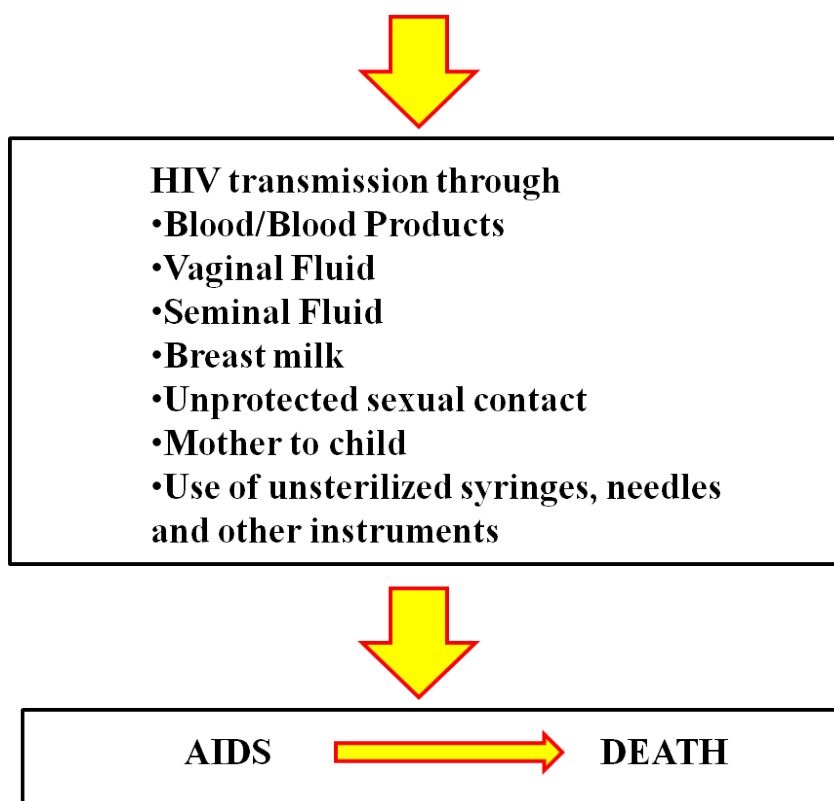 HIV transmission through
•Blood/Blood Products
•Vaginal Fluid
•Seminal Fluid
•Breast milk
•Unprotected sexual contact
•Mother to child
•Use of unsterilized syringes, needles
and other instruments
AIDS DEATH